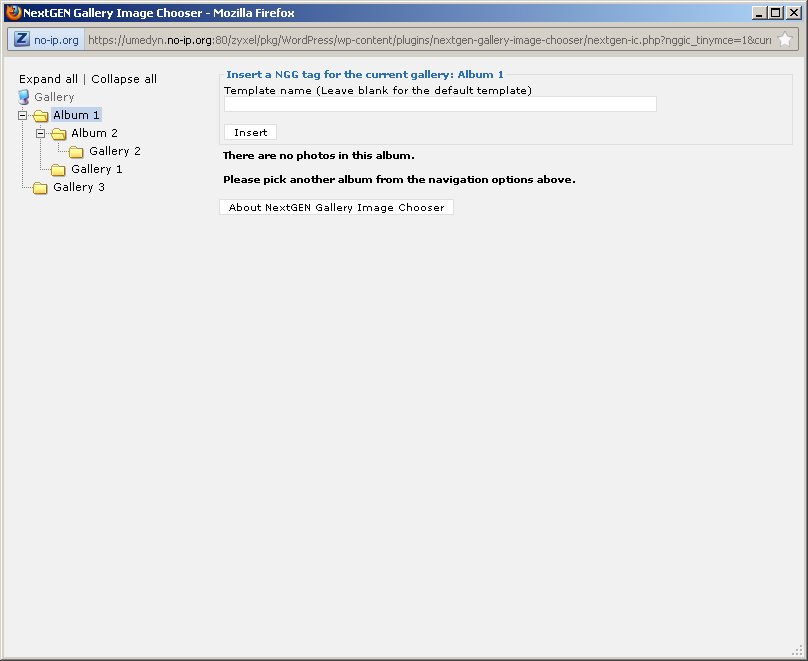 NextGEN Gallery Image Chooser - Mozilla Firefox
no-ip.org https://umedyn.no-ip.org:80/zyxel/pkg/WordPress/wp-content/plugins/nextgen-gallery-image-chooser/nextgen-ic.php?nggic_tinymce=1&curr
Expand all | Collapse all
Gallery
Album 1
Album 2
Gallery 2
Gallery 1
Gallery 3
Insert a NGG tag for the current gallery: Album 1
Template name (Leave blank for the default template)
Insert
There are no photos in this album.
Please pick another album from the navigation options above.
About NextGEN Gallery Image Chooser